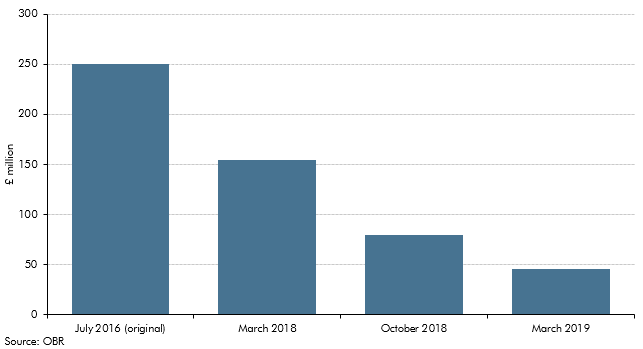 300
250
200
150
100
50
0
£ million
July 2016 (original)
March 2018
October 2018
March 2019
Source: OBR